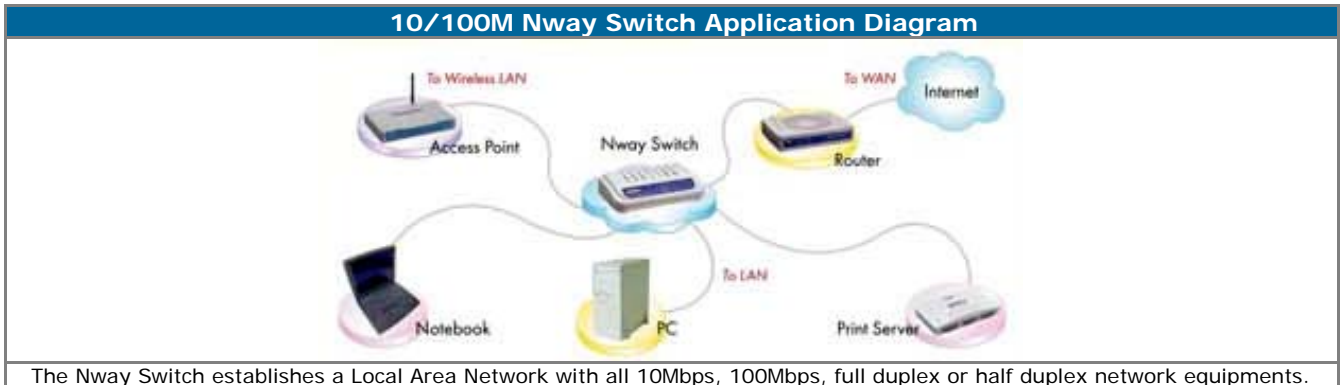 10/100M Nway Switch Application Diagram
To Wireless LAN
To WAN
Internet
Access Point
Nway Switch
Router
To LAN
Notebook
PC
Print Server
The Nway Switch establishes a Local Area Network with all 10Mbps, 100Mbps, full duplex or half duplex network equipments.